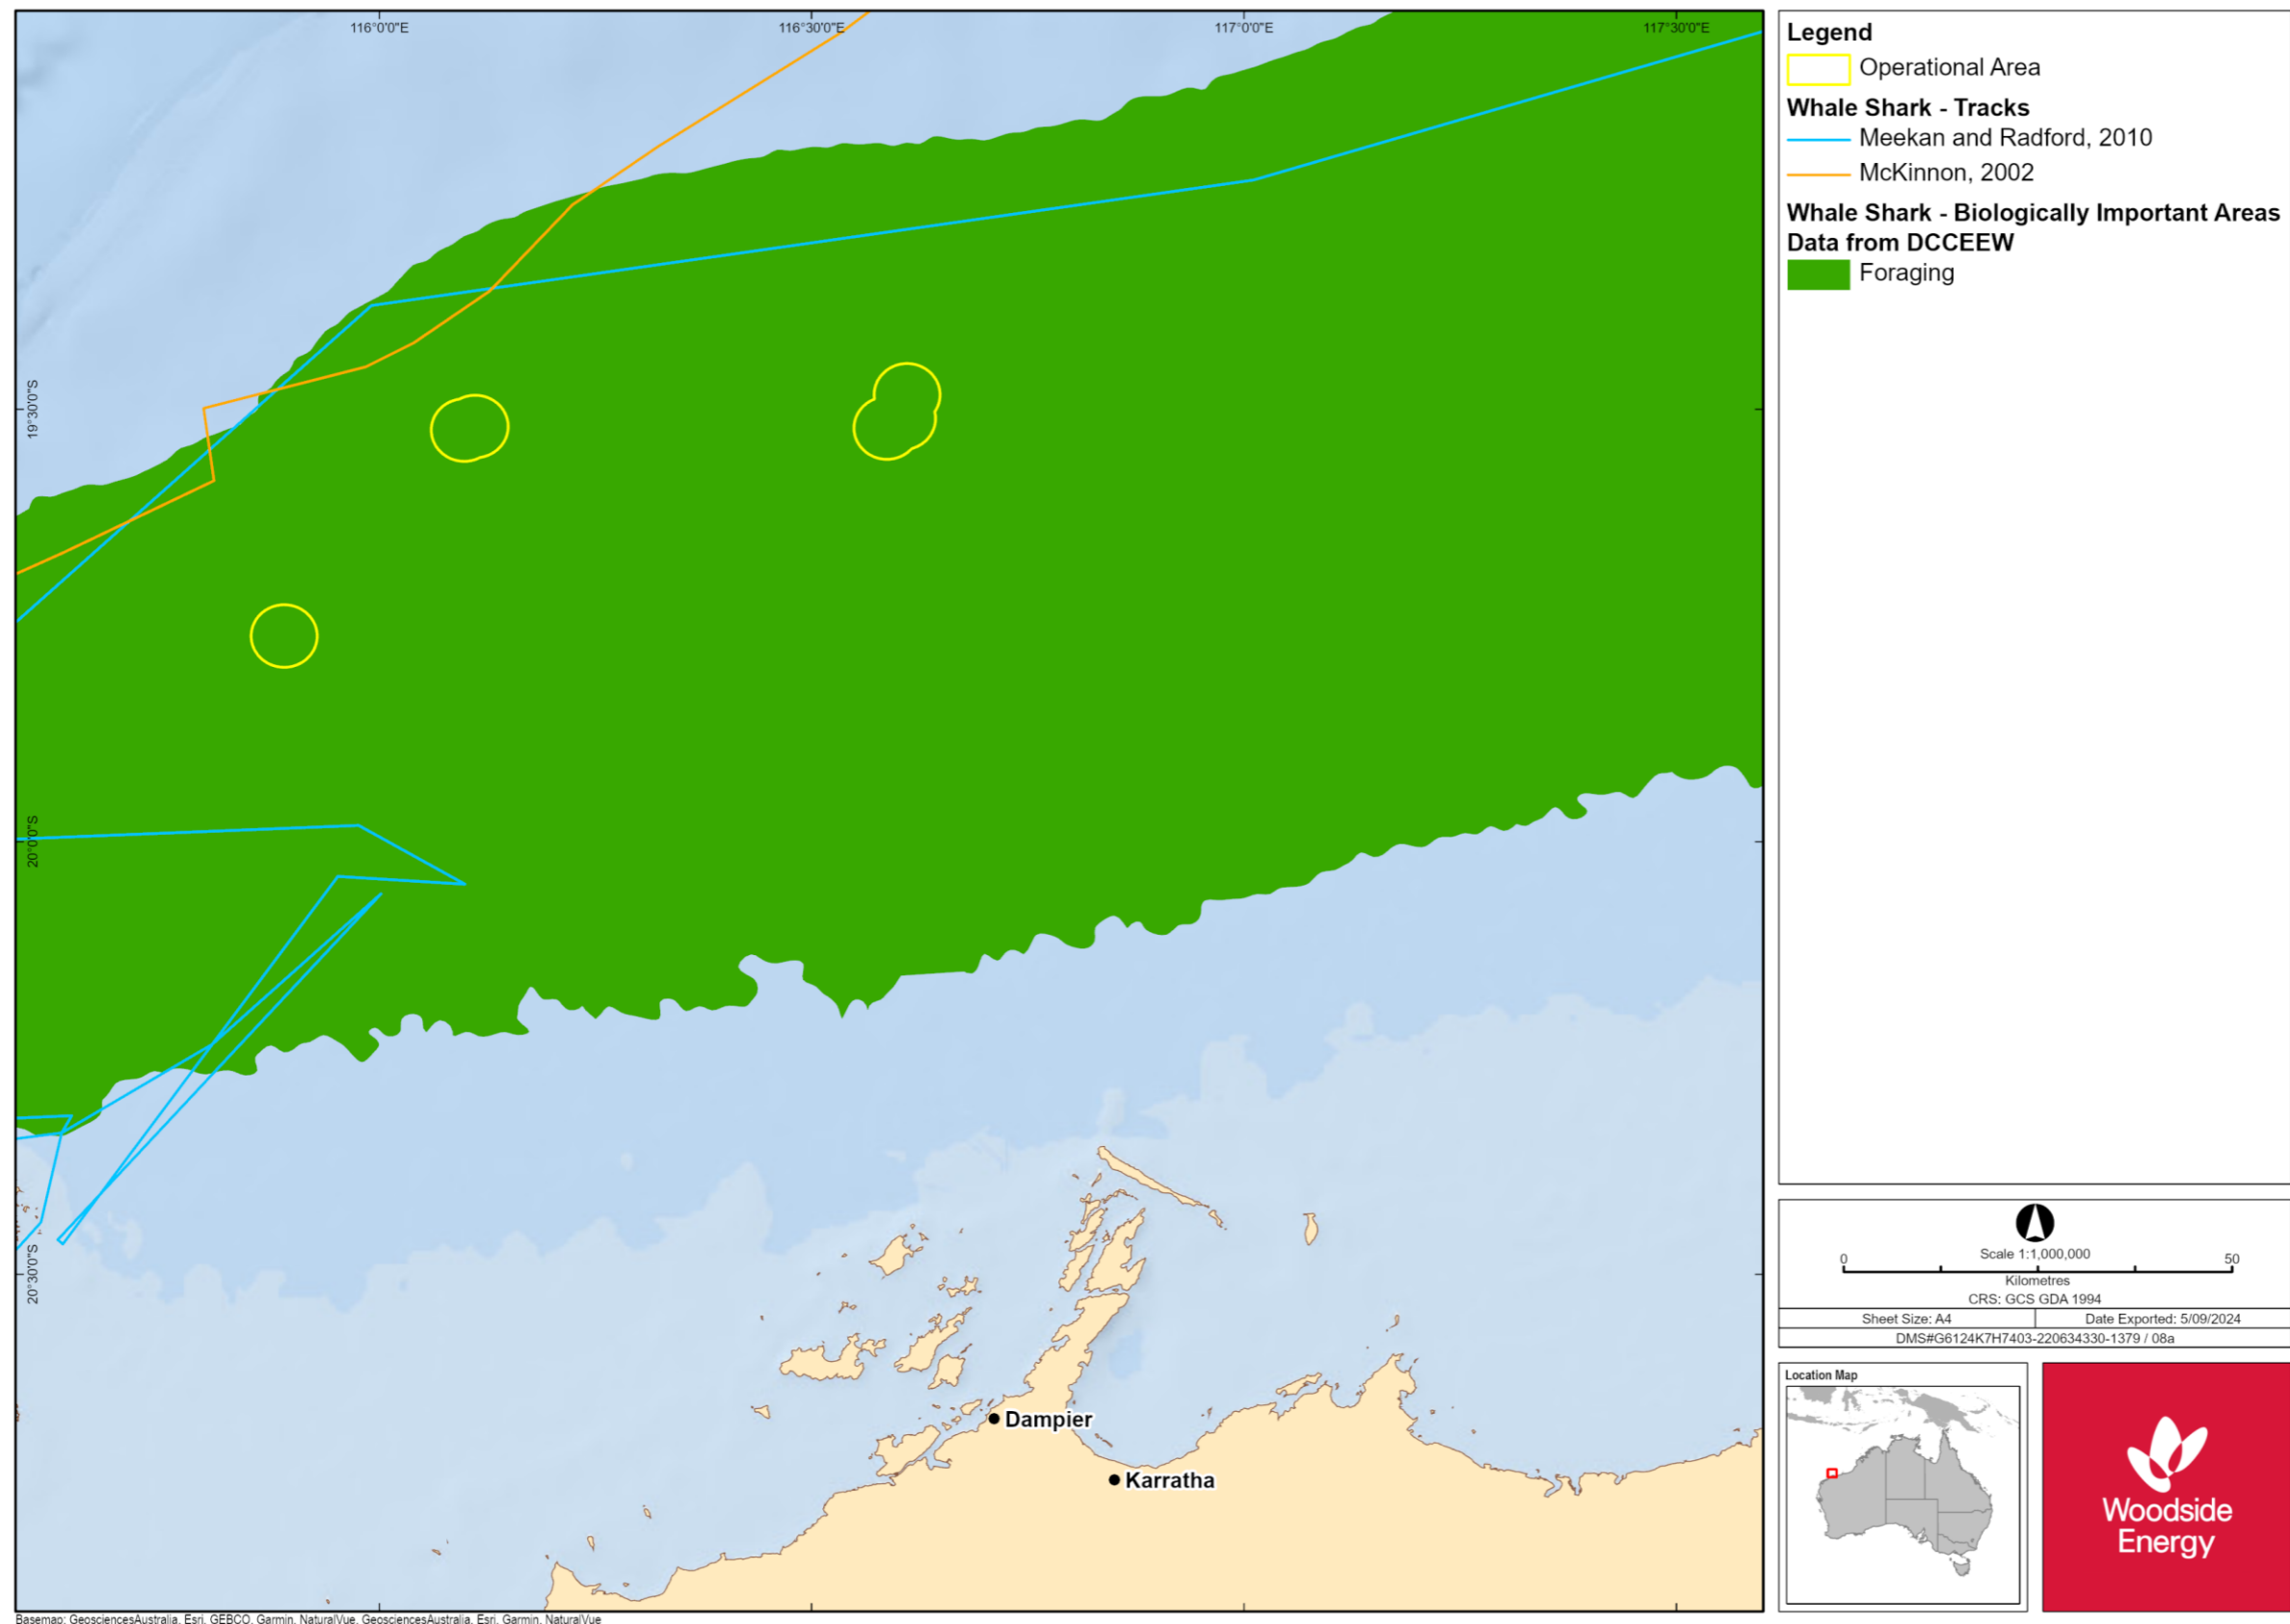 116°0'0"E
116°30'0"E
117°0'0"E
117°30'0"E
19°30'0"S
20°0'0"S
20°30'0"S
Dampier
Karratha
Basemap: GeosciencesAustralia, Esri, GEBCO, Garmin, NaturalVue, GeosciencesAustralia, Esri, Garmin, NaturalVue
Legend
Operational Area
Whale Shark - Tracks
Meekan and Radford, 2010
McKinnon, 2002
Whale Shark - Biologically Important Areas
Data from DCCEEW
Foraging
Scale 1:1,000,000
0
50
Kilometres
CRS: GCS GDA 1994
Sheet Size: A4
Date Exported: 5/09/2024
DMS#G6124K7H7403-220634330-1379 / 08a
Location Map
Woodside
Energy